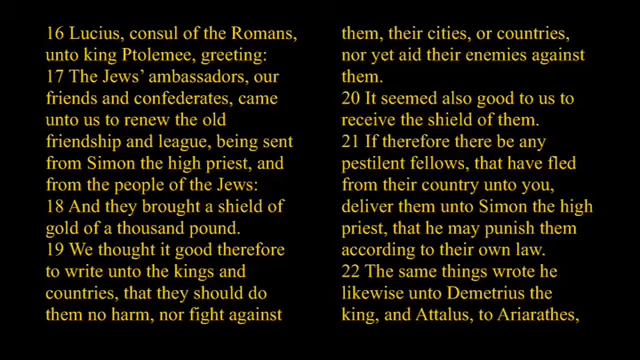 16 Lucius, consul of the Romans,
unto king Ptolemee, greeting:
17 The Jews’ ambassadors, our
friends and confederates, came
unto us to renew the old
friendship and league, being sent
from Simon the high priest, and
from the people of the Jews:
18 And they brought a shield of
gold of a thousand pound.
19 We thought it good therefore
to write unto the kings and
countries, that they should do
them no harm, nor fight against
them, their cities, or countries,
nor yet aid their enemies against
them.
20 It seemed also good to us to
receive the shield of them.
21 If therefore there be any
pestilent fellows, that have fled
from their country unto you,
deliver them unto Simon the high
priest, that he may punish them
according to their own law.
22 The same things wrote he
likewise unto Demetrius the
king, and Attalus, to Ariarathes,